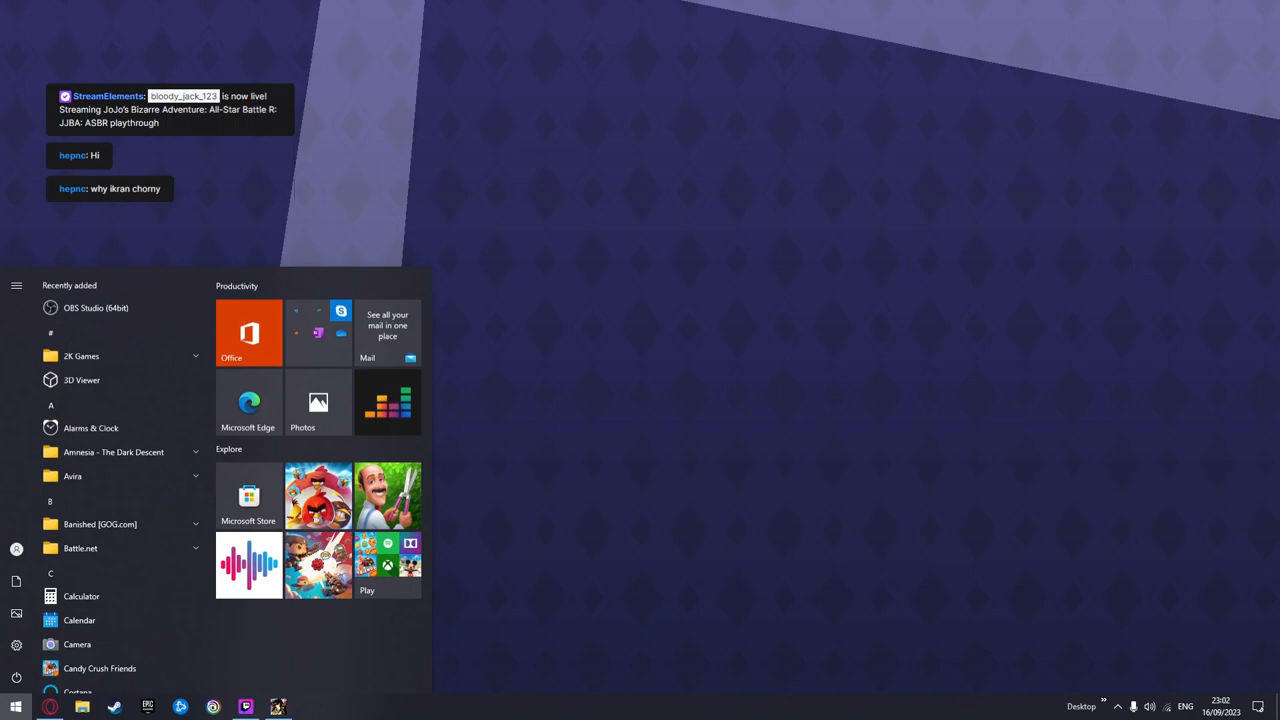 StreamElements: bloody_jack_123 is now live!
Streaming JoJo's Bizarre Adventure: All-Star Battle R:
JJBA: ASBR playthrough
hepnc: Hi
hepnc: why ikran chorny
Recently added
OBS Studio (64bit)
#
2K Games
3D Viewer
A
Alarms & Clock
Amnesia - The Dark Descent
Avira
B
Banished [GOG.com]
Battle.net
C
Calculator
Calendar
Camera
Candy Crush Friends
Cortana
Productivity
Office
See all your
mail in one
place
Mail
Microsoft Edge
Photos
Explore
Microsoft Store
Play
EPIC
Desktop
ENG
23:02
16/09/2023